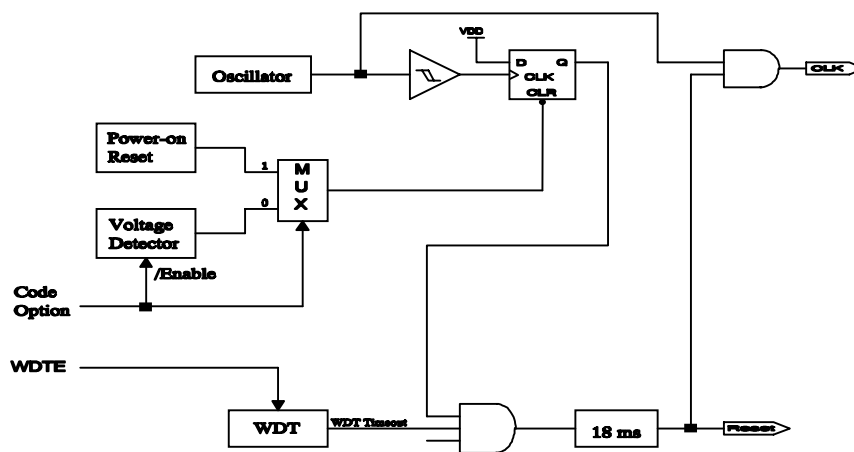 VDD
CLK
Oscillator
D Q
CLK
CLR
Power-on
Reset
1
0
M
U
X
Voltage
Detector
/Enable
Code
Option
WDTE
WDT
WDT Timeout
18 ms
Reset